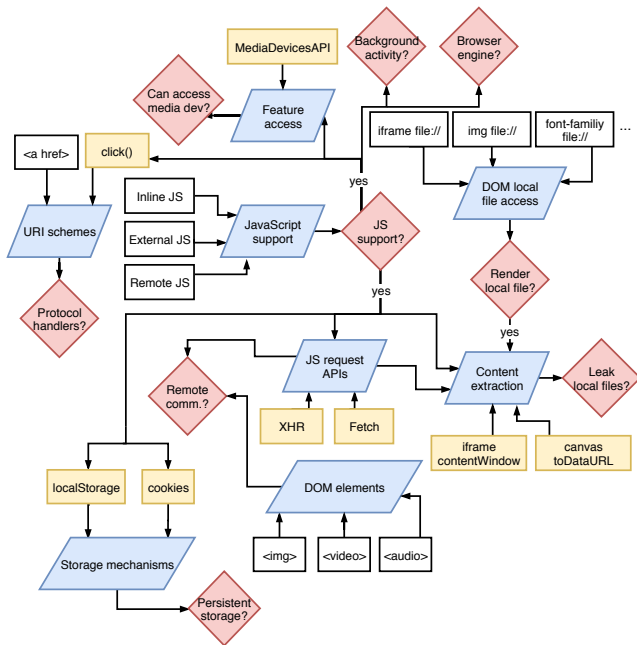 MediaDevicesAPI
Background
activity?
Browser
engine?
Can access
media dev?
Feature
access
iframe file://
img file://
font-familiy
file://
...
<a href>
click()
yes
Inline JS
External JS
Remote JS
JavaScript
support
JS
support?
DOM local
file access
URI schemes
Protocol
handlers?
yes
Render
local file?
yes
JS request
APIs
Content
extraction
Leak
local files?
Remote
comm.?
XHR
Fetch
iframe
contentWindow
canvas
toDataURL
localStorage
cookies
DOM elements
<img>
<video>
<audio>
Storage mechanisms
Persistent
storage?